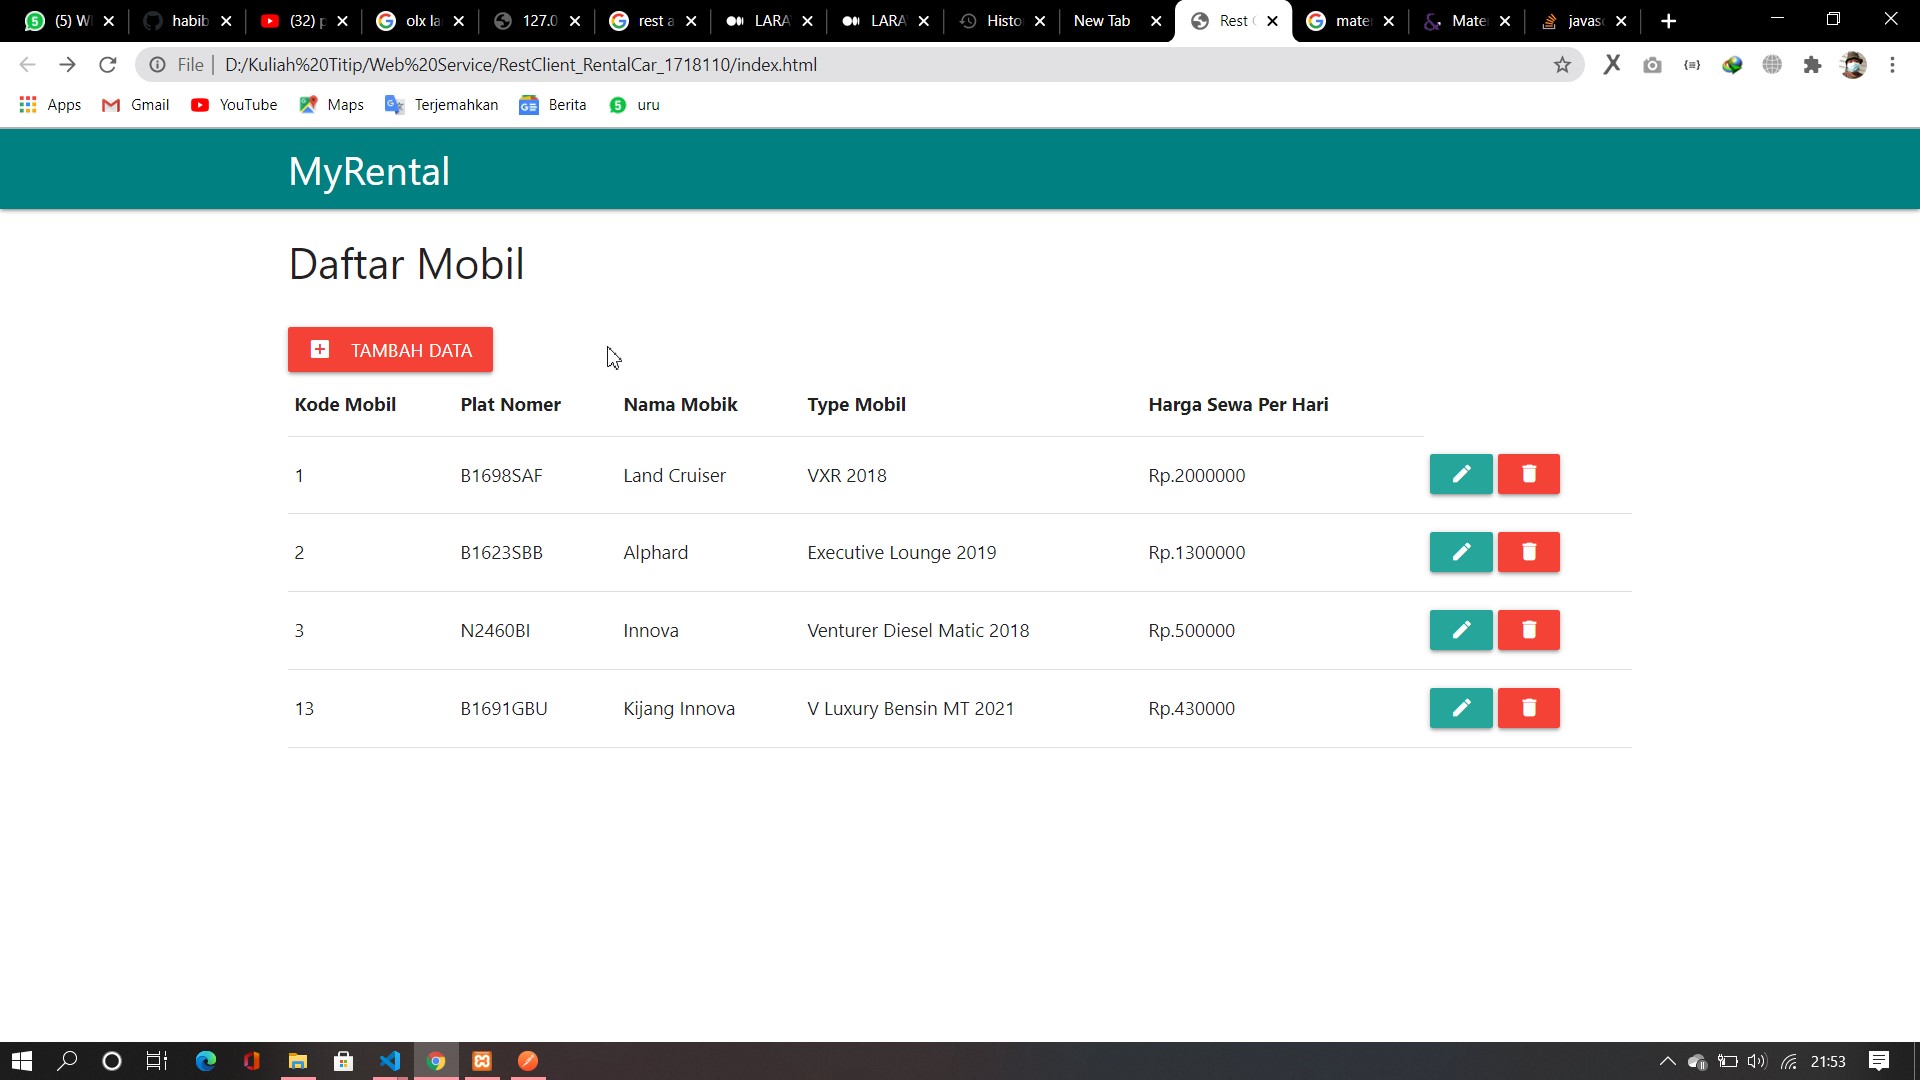 (5) W habib (32) olx la 127.0 rest a LARA LARA Histo New Tab Rest mate Mate javas
File D:/Kuliah%20Titip/Web%20Service/RestClient_RentalCar_1718110/index.html
Apps Gmail YouTube Maps Terjemahkan Berita uru
MyRental
Daftar Mobil
TAMBAH DATA
Kode Mobil Plat Nomer Nama Mobik Type Mobil Harga Sewa Per Hari
1 B1698SAF Land Cruiser VXR 2018 Rp.2000000
2 B1623SBB Alphard Executive Lounge 2019 Rp.1300000
3 N2460BI Innova Venturer Diesel Matic 2018 Rp.500000
13 B1691GBU Kijang Innova V Luxury Bensin MT 2021 Rp.430000
21:53